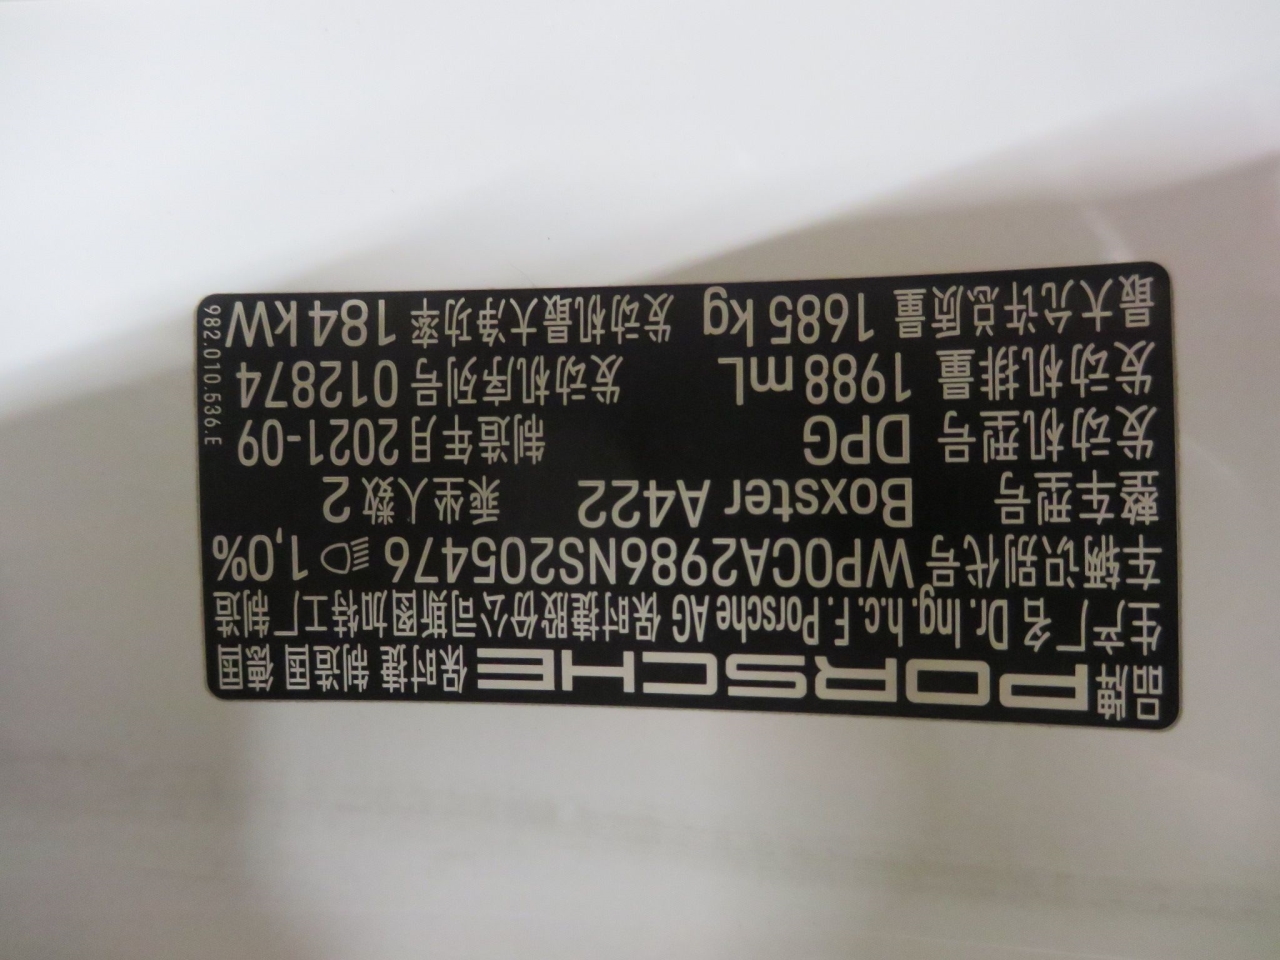 品牌 PORSCHE 保时捷 制造国 德国
生产厂名 Dr. Ing. h.c. F. Porsche AG 保时捷股份公司斯图加特工厂制造
车辆识别代号 WP0CA2986NS205476 1,0%
整车型号 Boxster A422 乘坐人数 2
发动机型号 DPG 制造年月 2021-09
发动机排量 1988 mL 发动机序列号 012874
最大允许总质量 1685 kg 发动机最大净功率 184 kW
982.010.536.E